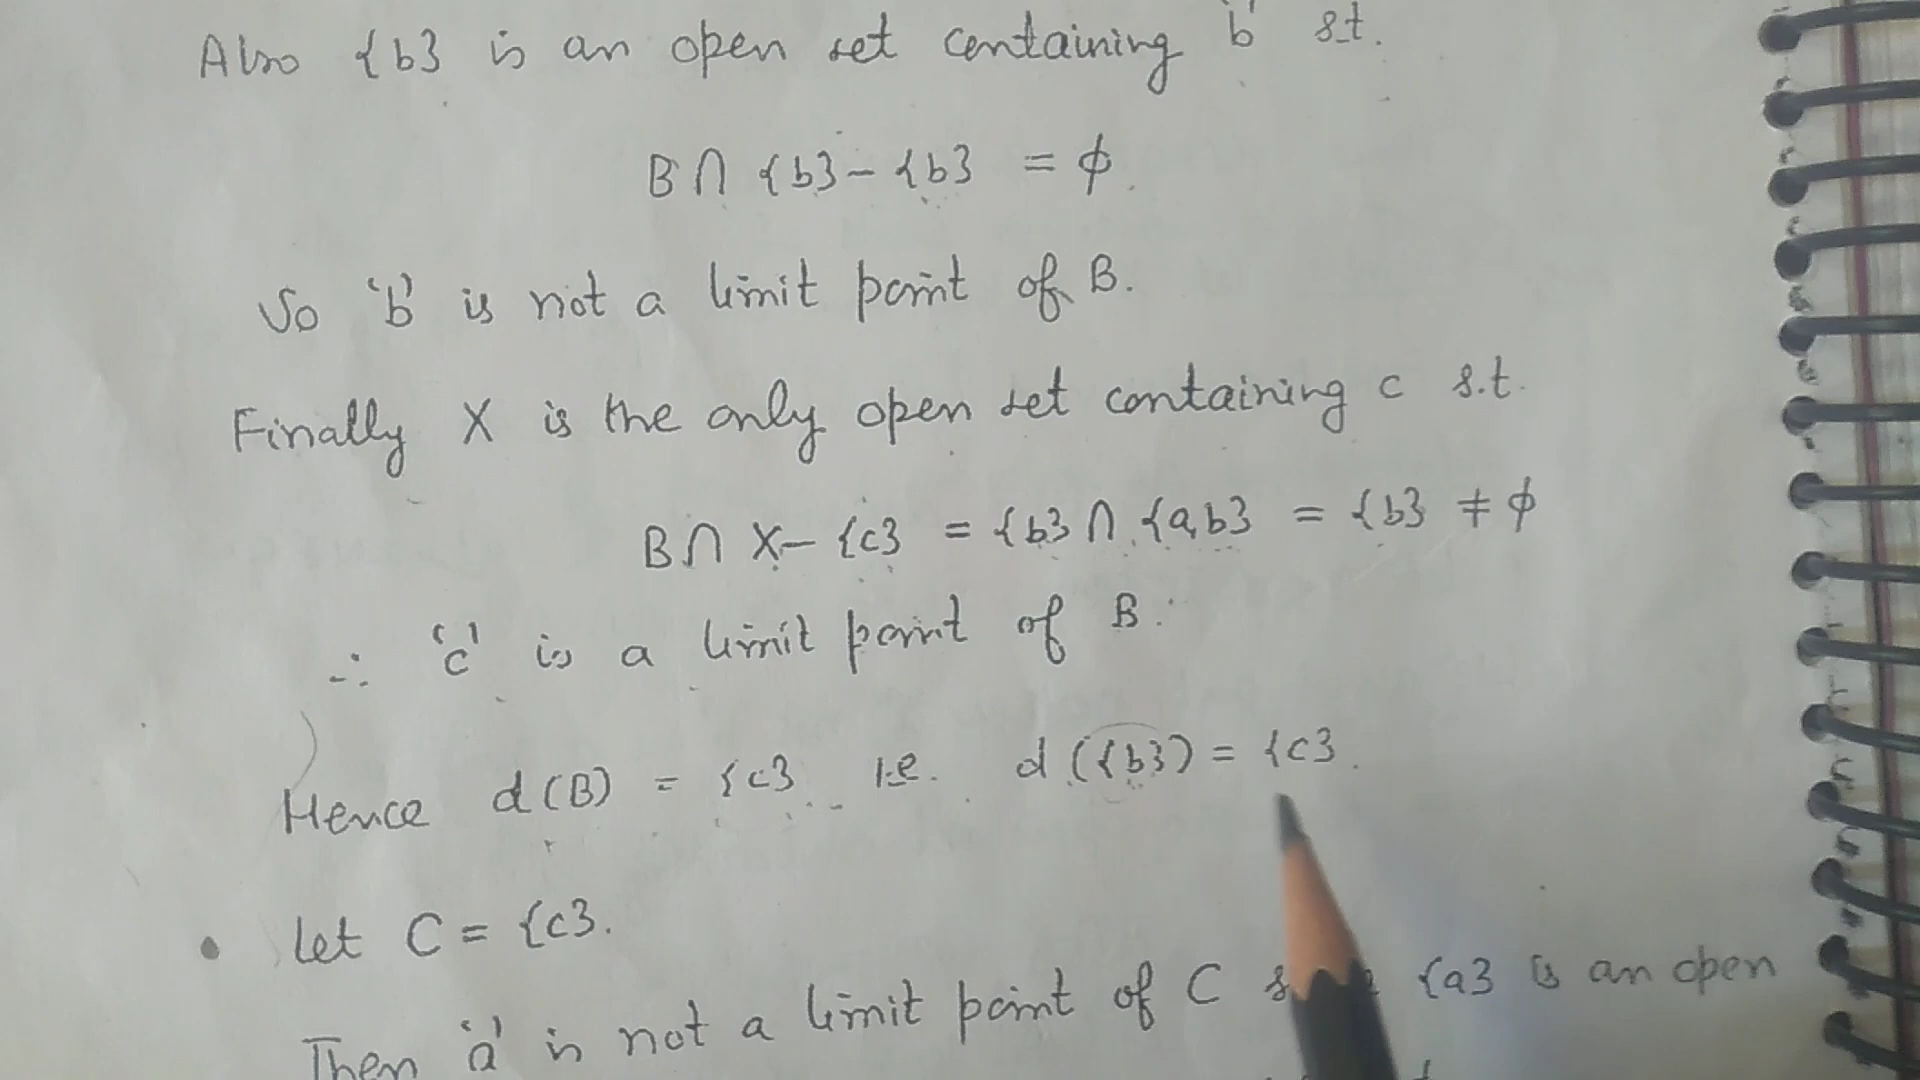 Also {b} is an open set containing 'b' s.t.
B ∩ {b} - {b} = ϕ.
So 'b' is not a limit point of B.
Finally X is the only open set containing c s.t.
B ∩ X - {c} = {b} ∩ {a,b} = {b} ≠ ϕ
∴ 'c' is a limit point of B.
Hence d(B) = {c} i.e. d({b}) = {c}.
• Let C = {c}.
Then 'a' is not a limit point of C {a} is an open